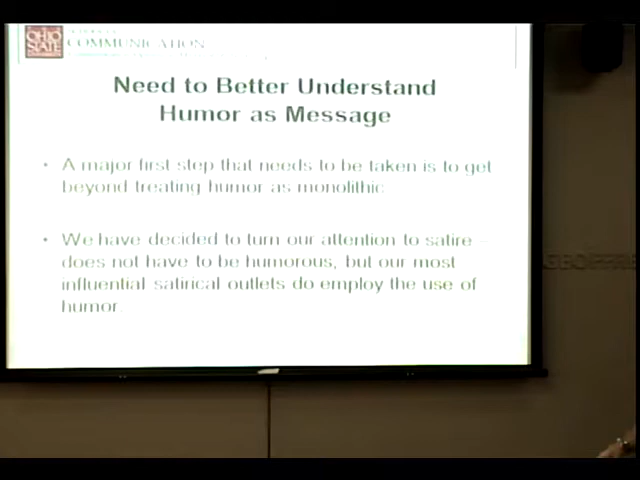 OHIO
STATE
COMMUNICATION
Need to Better Understand
Humor as Message
• A major first step that needs to be taken is to get
beyond treating humor as monolithic
• We have decided to turn our attention to satire –
does not have to be humorous, but our most
influential satirical outlets do employ the use of
humor.